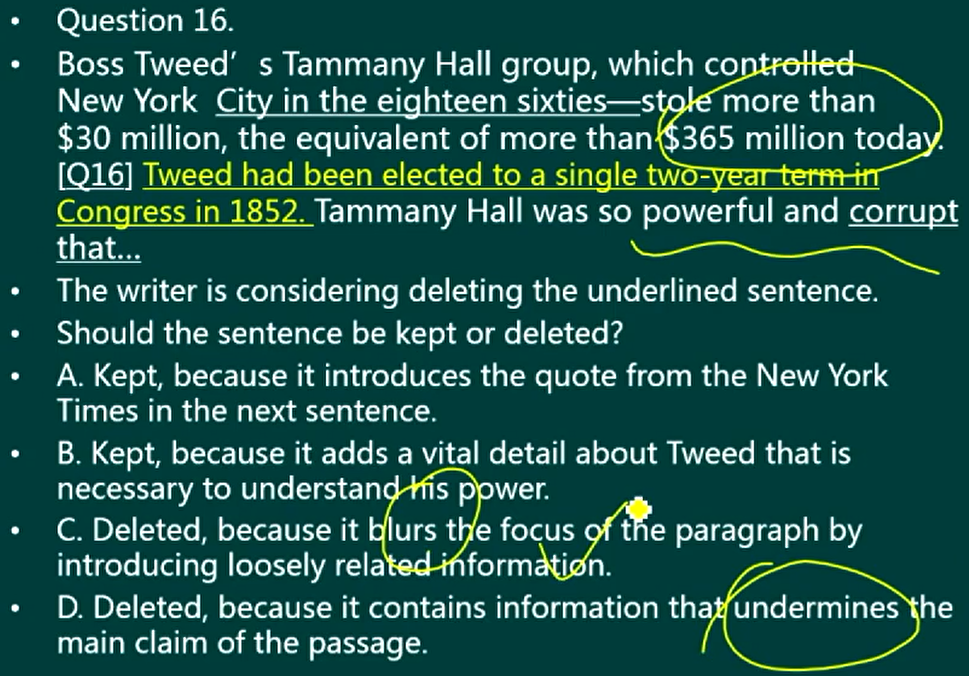 • Question 16.
• Boss Tweed’ s Tammany Hall group, which controlled
New York City in the eighteen sixties—stole more than
$30 million, the equivalent of more than $365 million today.
[Q16] Tweed had been elected to a single two-year term in
Congress in 1852. Tammany Hall was so powerful and corrupt
that...
• The writer is considering deleting the underlined sentence.
• Should the sentence be kept or deleted?
• A. Kept, because it introduces the quote from the New York
Times in the next sentence.
• B. Kept, because it adds a vital detail about Tweed that is
necessary to understand his power.
• C. Deleted, because it blurs the focus of the paragraph by
introducing loosely related information.
• D. Deleted, because it contains information that undermines the
main claim of the passage.